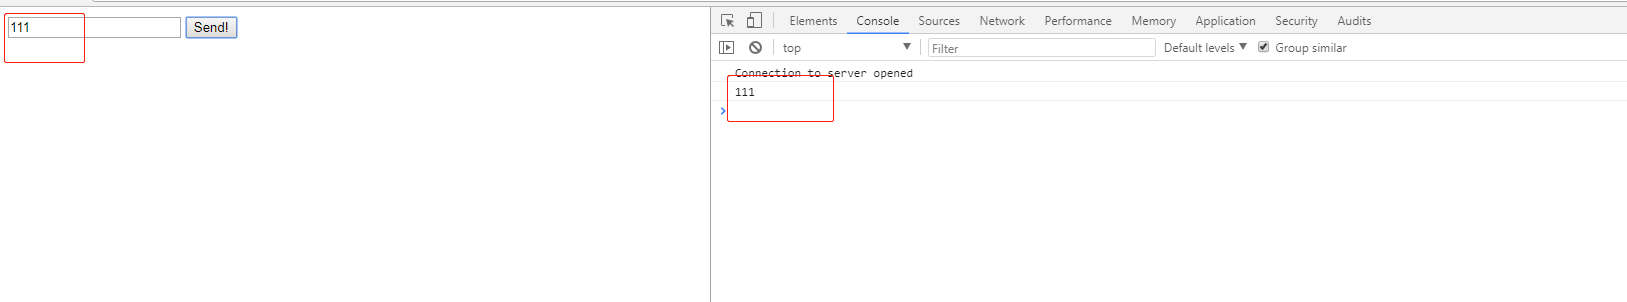 111 Send!
Elements Console Sources Network Performance Memory Application Security Audits
top Filter Default levels Group similar
Connection to server opened
111